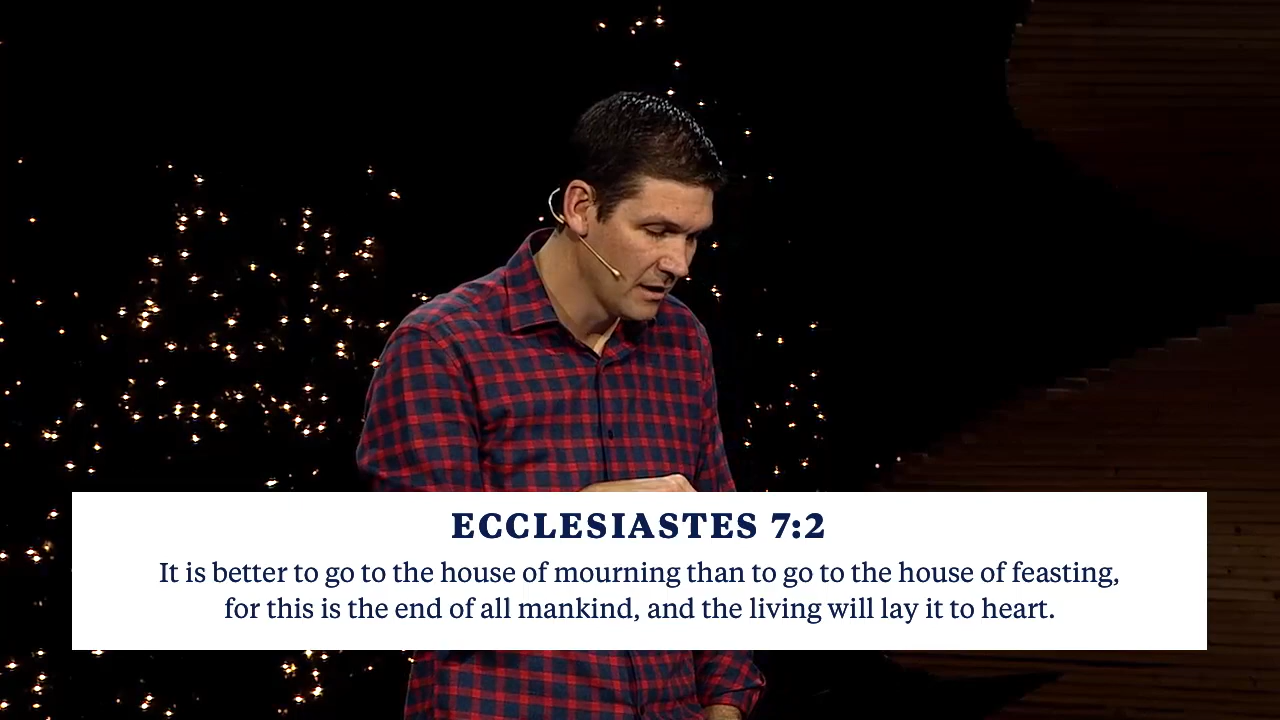 ECCLESIASTES 7:2
It is better to go to the house of mourning than to go to the house of feasting,
for this is the end of all mankind, and the living will lay it to heart.